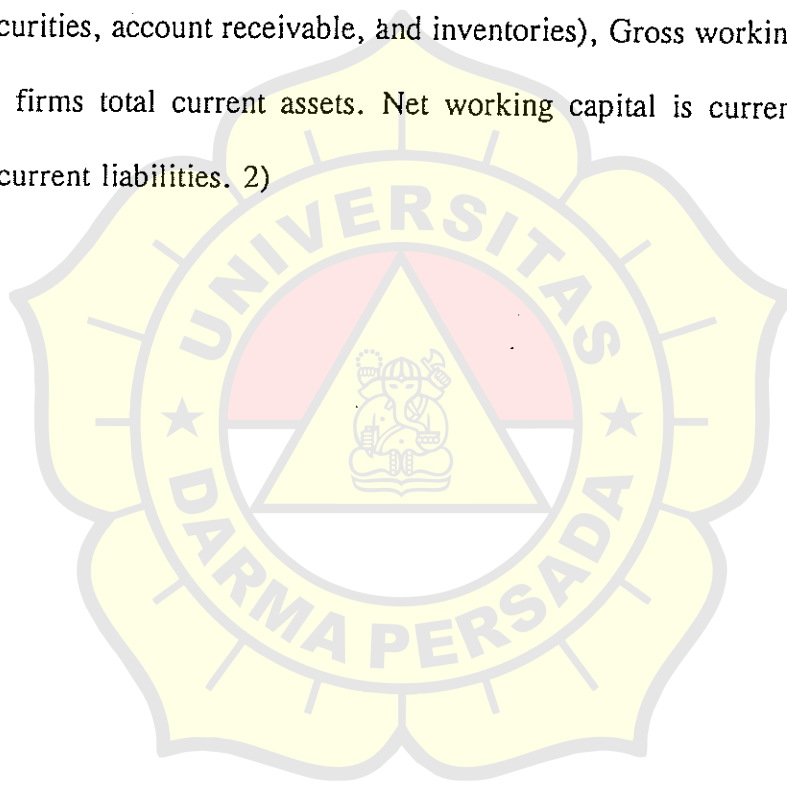 curities, account receivable, and inventories), Gross workin
firms total current assets. Net working capital is curren
current liabilities. 2)
UNIVERSITAS
DARMA PERSADA